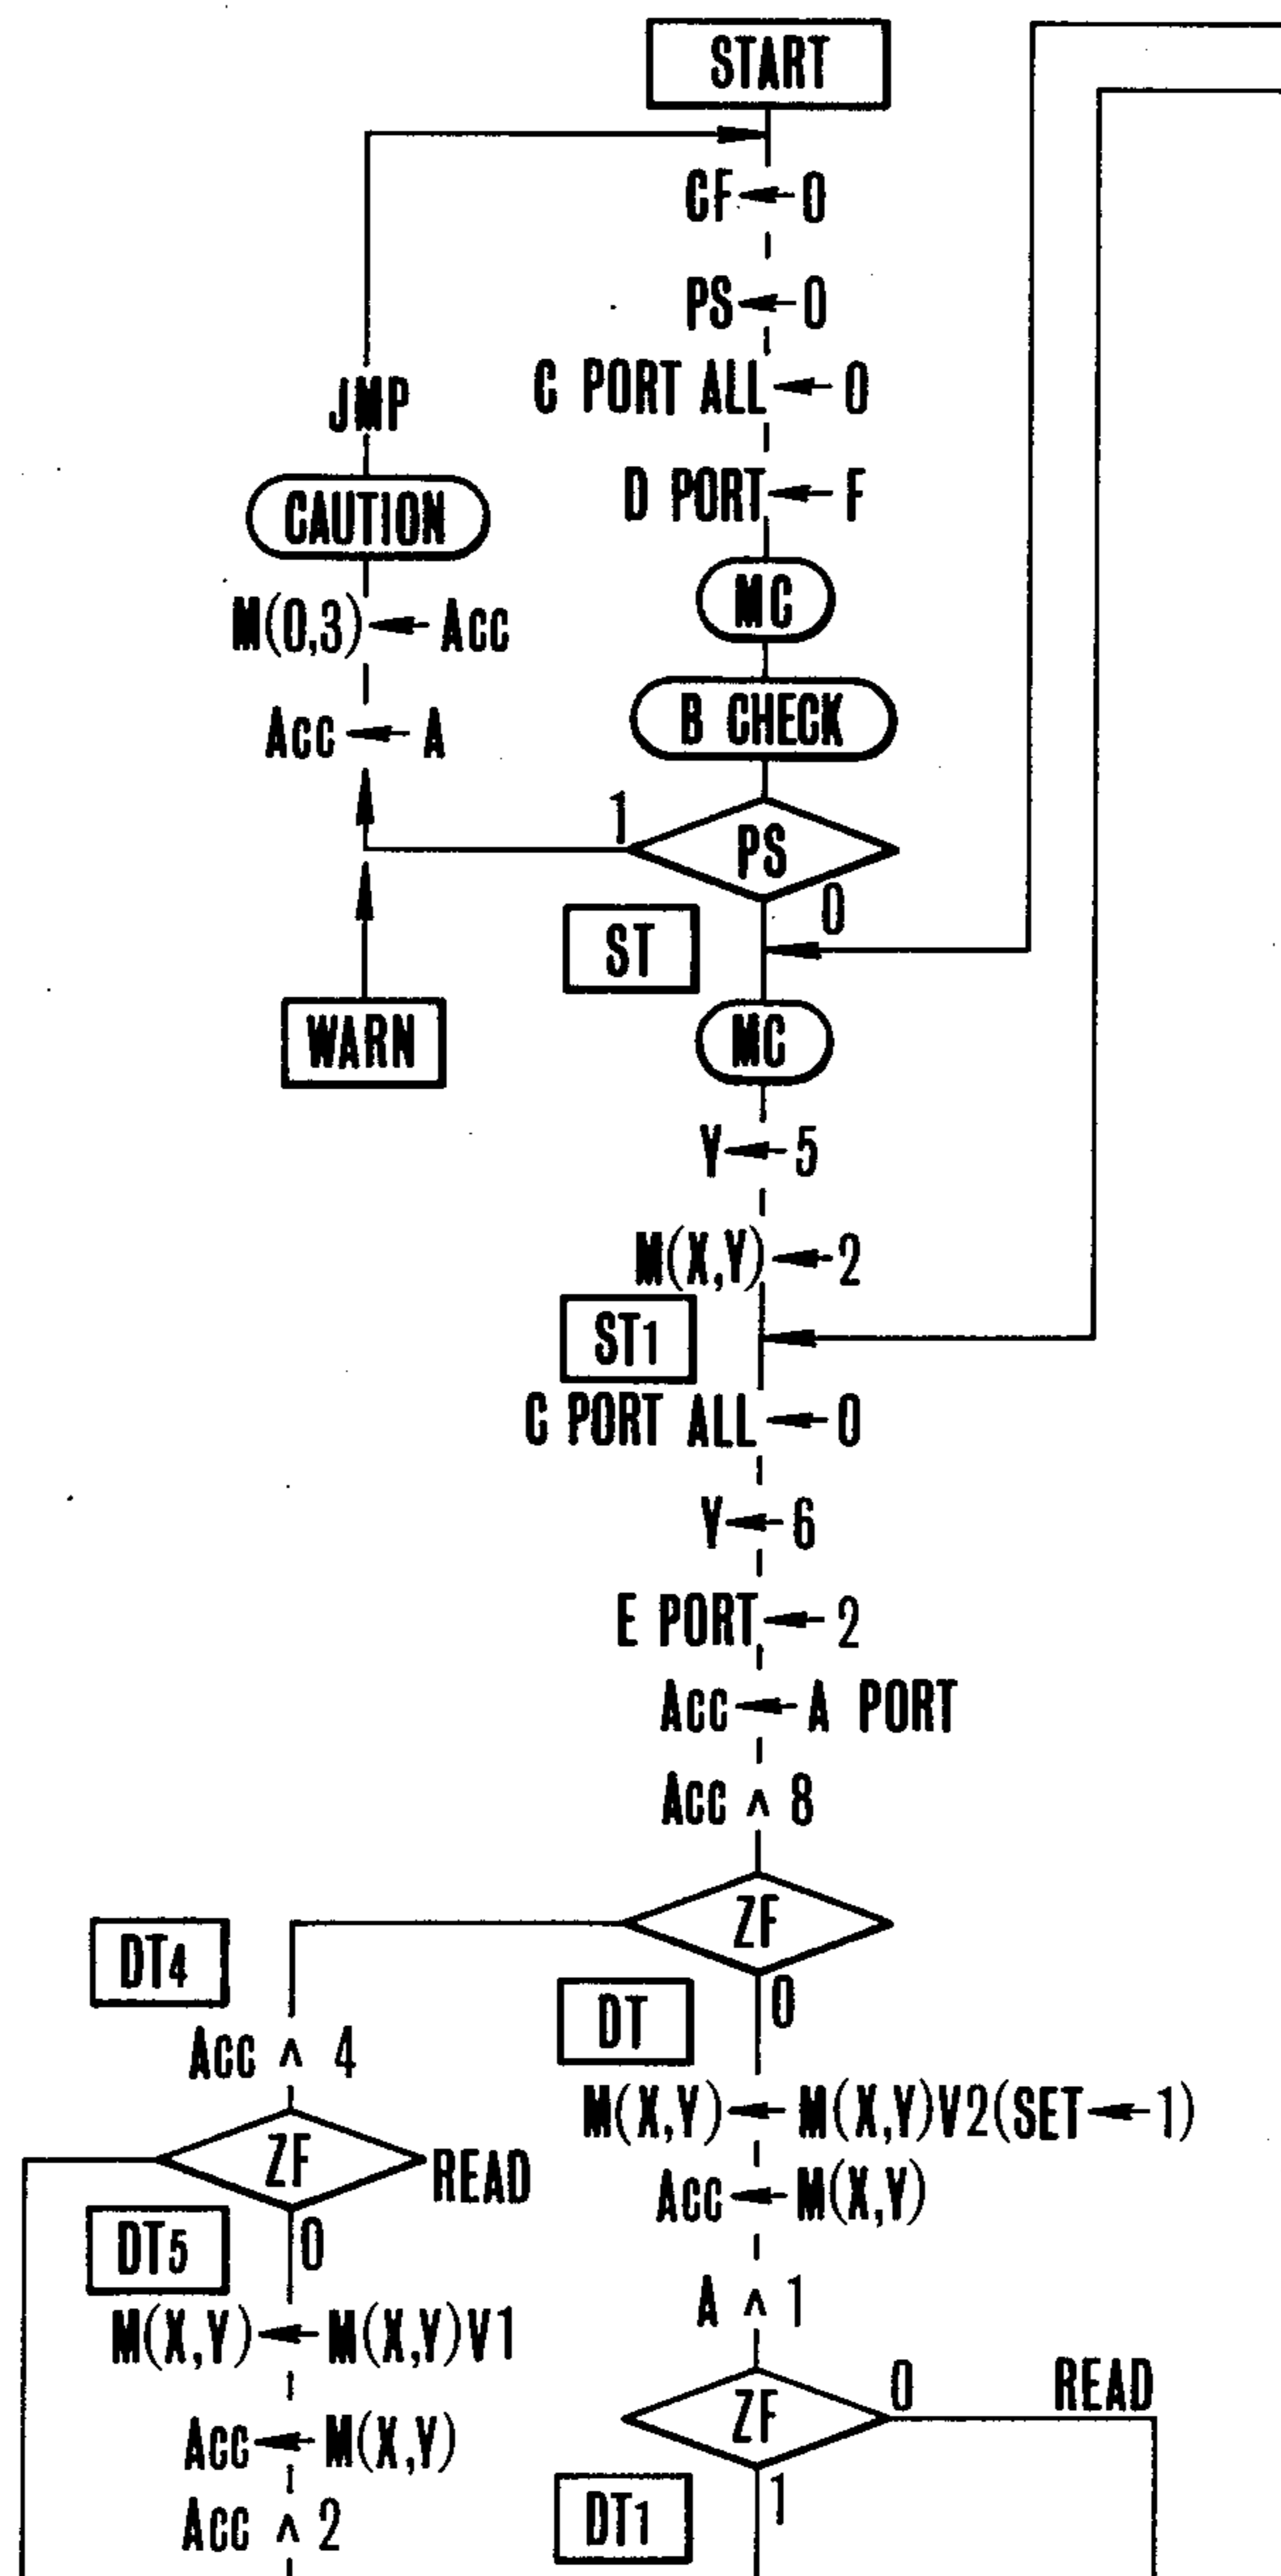 START
CF ← 0
PS ← 0
C PORT ALL ← 0
D PORT ← F
MC
B CHECK
PS
1
0
JMP
CAUTION
M(0,3) ← Acc
Acc ← A
WARN
ST
MC
Y ← 5
M(X,Y) ← 2
ST1
C PORT ALL ← 0
Y ← 6
E PORT ← 2
Acc ← A PORT
Acc ∧ 8
ZF
0
DT4
Acc ∧ 4
ZF
READ
0
DT5
M(X,Y) ← M(X,Y)V1
Acc ← M(X,Y)
Acc ∧ 2
DT
M(X,Y) ← M(X,Y)V2(SET ← 1)
Acc ← M(X,Y)
A ∧ 1
ZF
0
READ
1
DT1